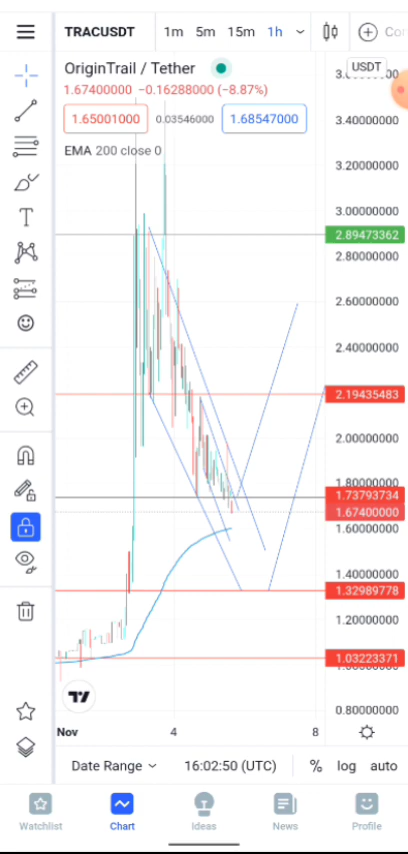 TRACUSDT 1m 5m 15m 1h
OriginTrail / Tether
USDT
1.67400000 −0.16288000 (−8.87%)
1.65001000 0.03546000 1.68547000
EMA 200 close 0
3.40000000
3.20000000
3.00000000
2.89473362
2.80000000
2.60000000
2.40000000
2.19435483
2.00000000
1.80000000
1.73793734
1.67400000
1.60000000
1.40000000
1.32989778
1.20000000
1.03223371
0.80000000
Nov 4 8
Date Range 16:02:50 (UTC) % log auto
Watchlist Chart Ideas News Profile